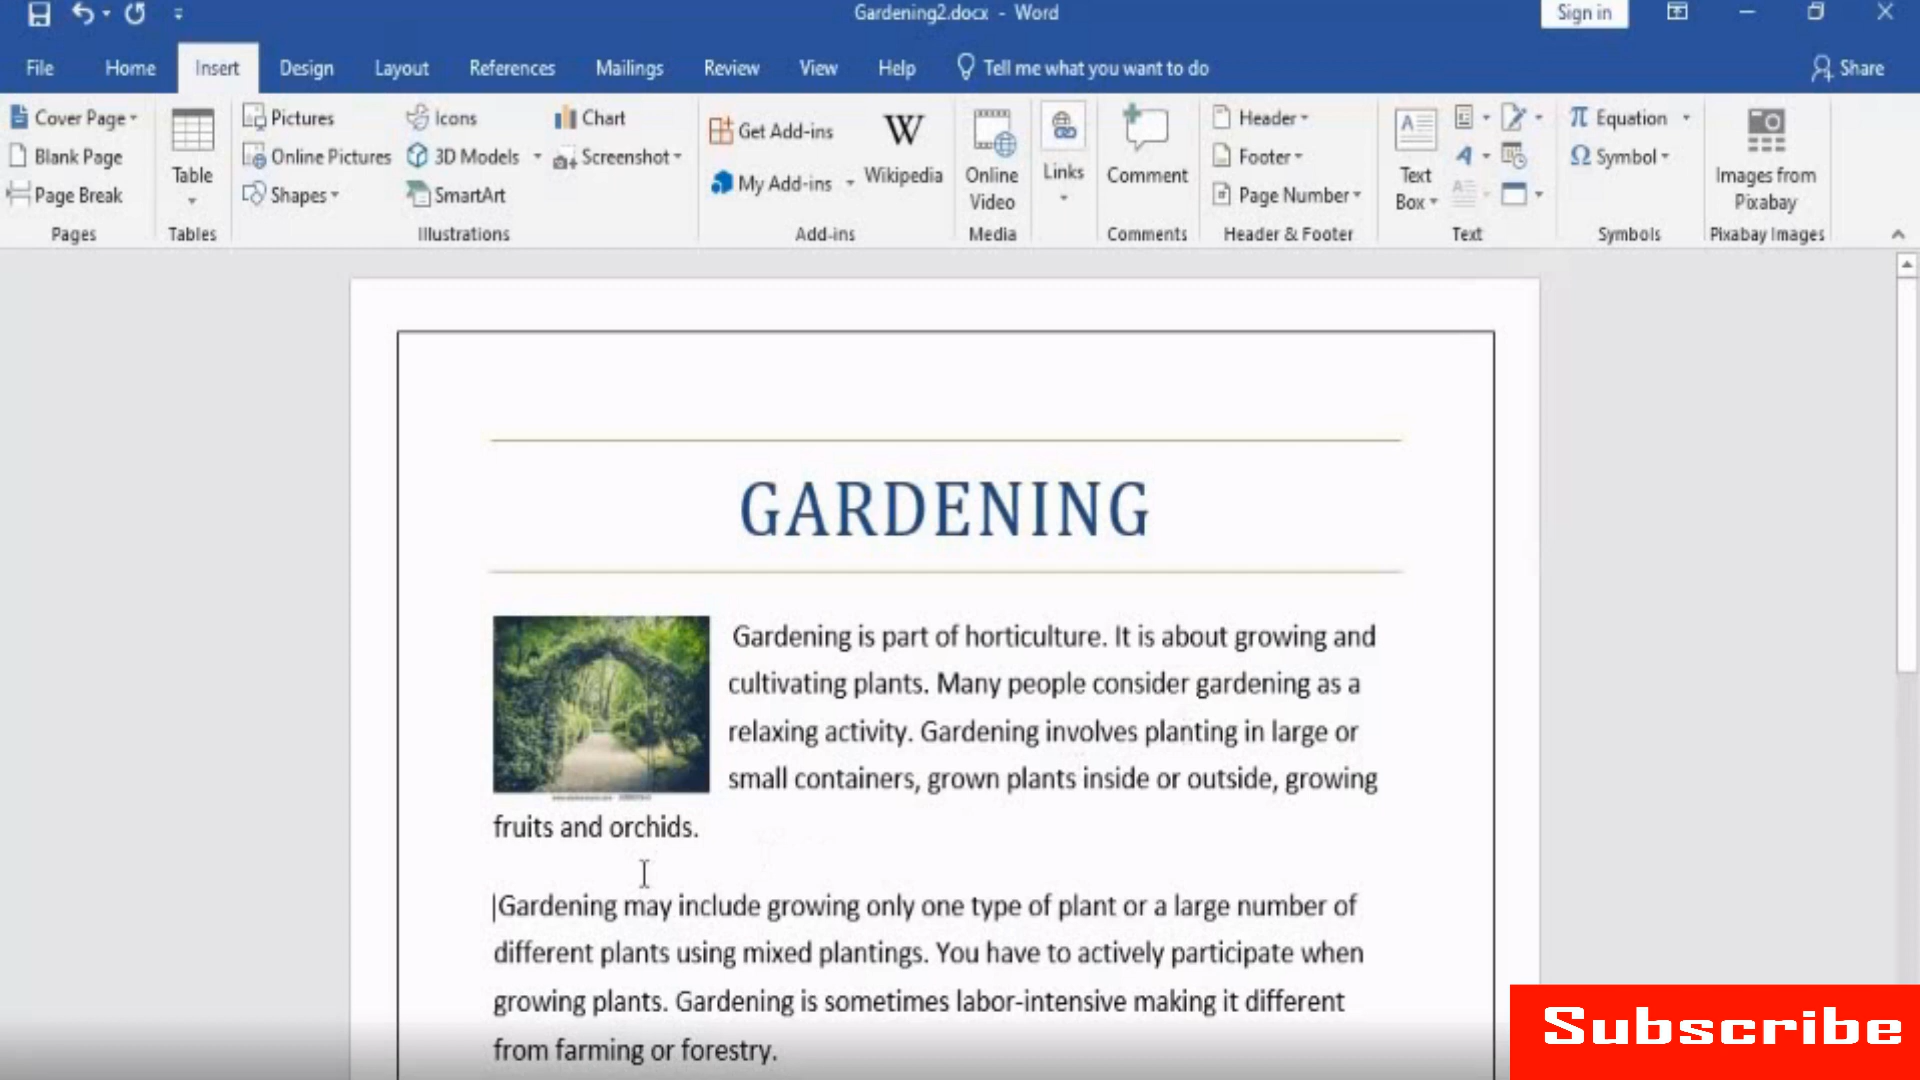 Gardening2.docx - Word
Sign in
File Home Insert Design Layout References Mailings Review View Help Tell me what you want to do Share
Cover Page
Blank Page
Page Break
Pages
Table
Tables
Pictures
Online Pictures
Shapes
Icons
3D Models
SmartArt
Chart
Screenshot
Illustrations
Get Add-ins
My Add-ins
W
Wikipedia
Add-ins
Online
Video
Media
Links
Comment
Comments
Header
Footer
Page Number
Header & Footer
Text
Box
Text
Equation
Symbol
Symbols
Images from
Pixabay
Pixabay Images
GARDENING
Gardening is part of horticulture. It is about growing and
cultivating plants. Many people consider gardening as a
relaxing activity. Gardening involves planting in large or
small containers, grown plants inside or outside, growing
fruits and orchids.
Gardening may include growing only one type of plant or a large number of
different plants using mixed plantings. You have to actively participate when
growing plants. Gardening is sometimes labor-intensive making it different
from farming or forestry.
Subscribe